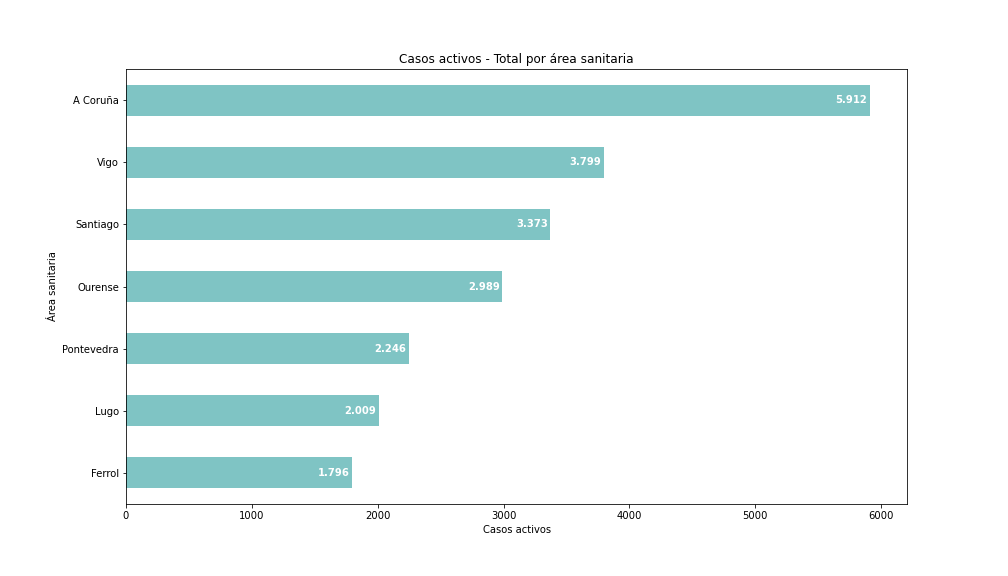 Casos activos - Total por área sanitaria
Área sanitaria
A Coruña 5.912
Vigo 3.799
Santiago 3.373
Ourense 2.989
Pontevedra 2.246
Lugo 2.009
Ferrol 1.796
0 1000 2000 3000 4000 5000 6000
Casos activos